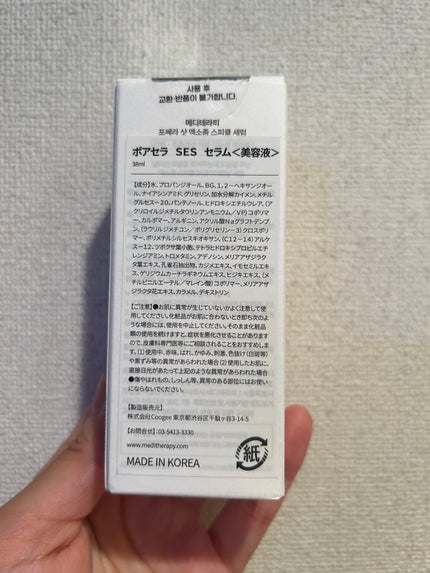 사용 후
교환·반품이 불가합니다.
메디테라피
포쎄라 샷 엑소좀 스피큘 세럼
ポアセラ SES セラム<美容液>
38ml
【成分】水、プロパンジオール、BG、1,2ーヘキサンジオー
ル、ナイアシンアミド、グリセリン、加水分解カイメン、メチル
グルセスー20、パンテノール、ヒドロキシエチルウレア、(ア
クリロイルジメチルタウリンアンモニウム/VP)コポリマ
ー、カルボマー、アルギニン、アクリル酸Naグラフトデンプ
ン、(ラウリルジメチコン/ポリグリセリンー3)クロスポリ
マー、ポリメチルシルセスキオキサン、(C12ー14)アルケ
スー12、ツボクサ葉小胞、テトラヒドロキシプロピルエチ
レンジアミン、トロメタミン、アデノシン、メリアアザジラク
タ葉エキス、孔雀石抽出物、カジメエキス、イモセミルエキ
ス、ゲリジウムカーチラギネウムエキス、ヒジキエキス、(メ
チルビニルエーテル/マレイン酸)コポリマー、メリアアザ
ジラクタ花エキス、カラメル、デキストリン
【ご注意】●お肌に異常が生じていないかよく注意して使
用してください。化粧品がお肌に合わないとき即ち次のよ
うな場合には、使用を中止してください。そのまま化粧品
類の使用を続けますと、症状を悪化させることがあります
ので、皮膚科専門医等にご相談されることをおすすめしま
す。(1)使用中、赤味、はれ、かゆみ、刺激、色抜け(白斑等)
や黒ずみ等の異常があらわれた場合(2)使用したお肌に、
直接日光があたって上記のような異常があらわれた場合
●傷やはれもの、しっしん等、異常のある部位にはお使い
にならないでください。
【製造販売元】
株式会社Coogee 東京都渋谷区千駄ヶ谷3-14-5
【お問合せ】:03-5413-3330
www.meditherapy.com
MADE IN KOREA
紙